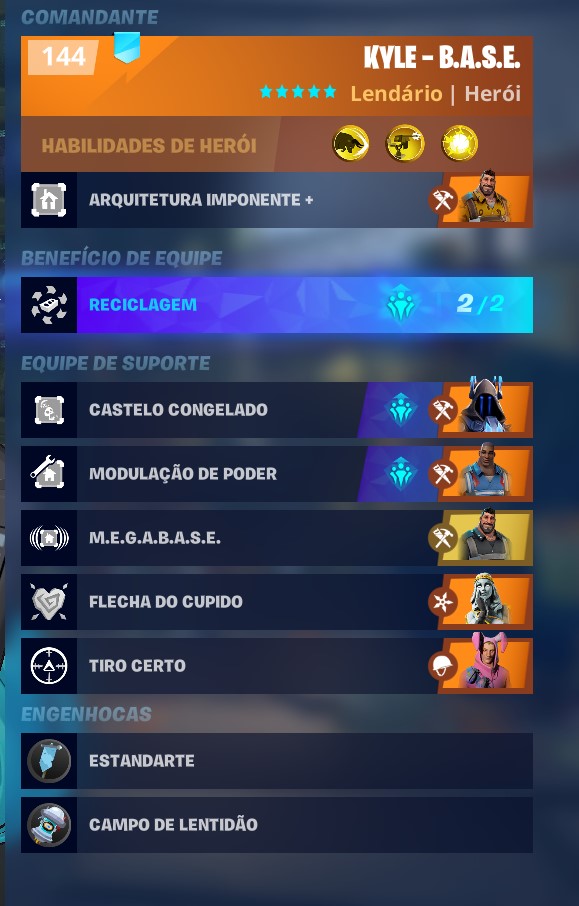 COMANDANTE
144
KYLE - B.A.S.E.
Lendário | Herói
HABILIDADES DE HERÓI
ARQUITETURA IMPONENTE +
BENEFÍCIO DE EQUIPE
RECICLAGEM 2/2
EQUIPE DE SUPORTE
CASTELO CONGELADO
MODULAÇÃO DE PODER
M.E.G.A.B.A.S.E.
FLECHA DO CUPIDO
TIRO CERTO
ENGENHOCAS
ESTANDARTE
CAMPO DE LENTIDÃO